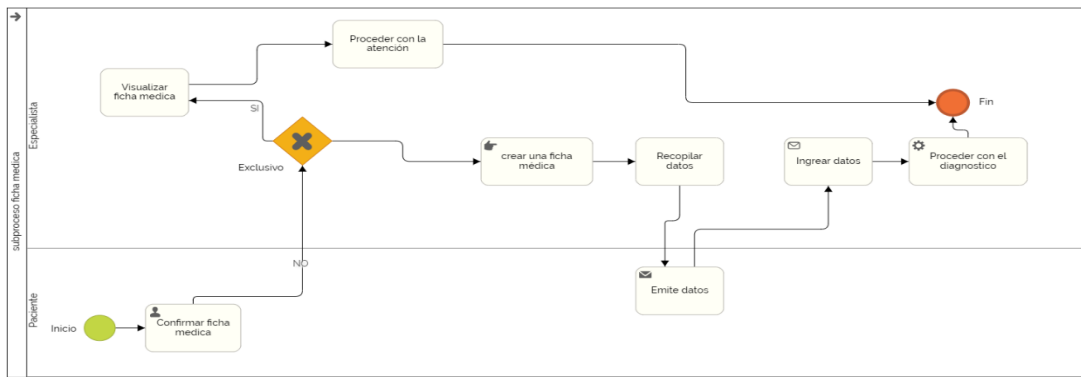 subproceso ficha medica
Especialista
Paciente
Proceder con la
atención
Visualizar
ficha medica
SI
Exclusivo
crear una ficha
médica
Recopilar
datos
Ingrear datos
Proceder con el
diagnostico
Fin
NO
Emite datos
Inicio
Confirmar ficha
medica